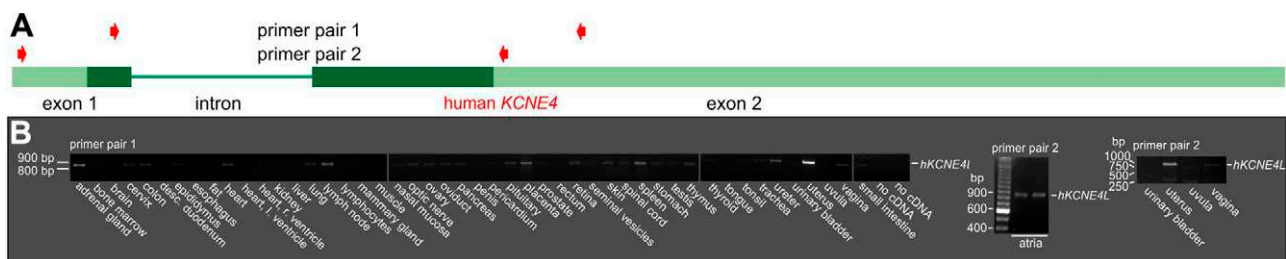 A
primer pair 1
primer pair 2
exon 1
intron
human KCNE4
exon 2
B
primer pair 1
900 bp
800 bp
hKCNE4L
adrenal gland
bone marrow
brain
cervix
colon
desc. duodenum
epididymus
esophagus
fat
heart
heart, l. ventricle
heart r. ventricle
kidney
liver
lung
lymph node
lymphocytes
mammary gland
muscle
nasal mucosa
optic nerve
ovary
oviduct
pancreas
penis
pericardium
pituitary
placenta
prostate
rectum
retina
seminal vesicles
skin
spinal cord
spleen
stomach
testis
thymus
thyroid
tongue
tonsil
trachea
ureter
urinary bladder
uterus
uvula
vagina
small intestine
no cDNA
no cDNA
primer pair 2
bp
900
600
400
hKCNE4L
atria
bp
primer pair 2
1000
750
500
250
hKCNE4L
urinary bladder
uterus
uvula
vagina